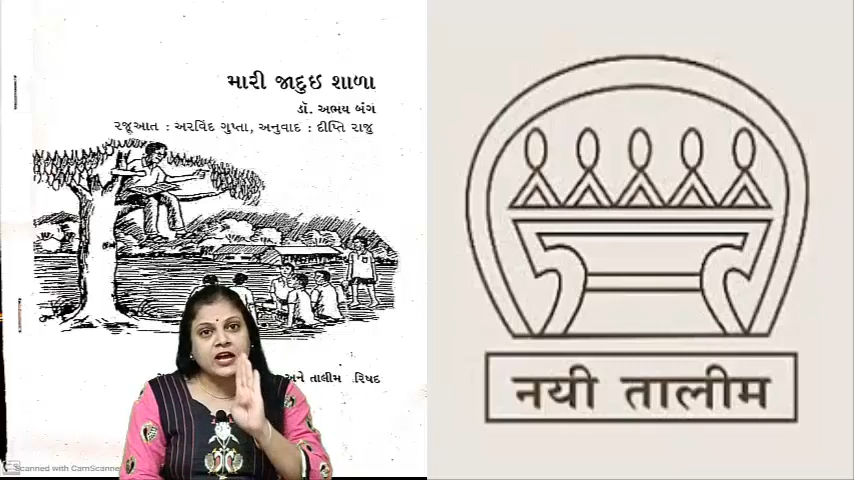 મારી જાદુઇ શાળા
ડૉ. અભય બંગ
રજૂઆત : અરવિંદ ગુપ્તા, અનુવાદ : દીપ્તિ રાજુ
અને તાલીમ
नयी तालीम
Scanned with CamScanner